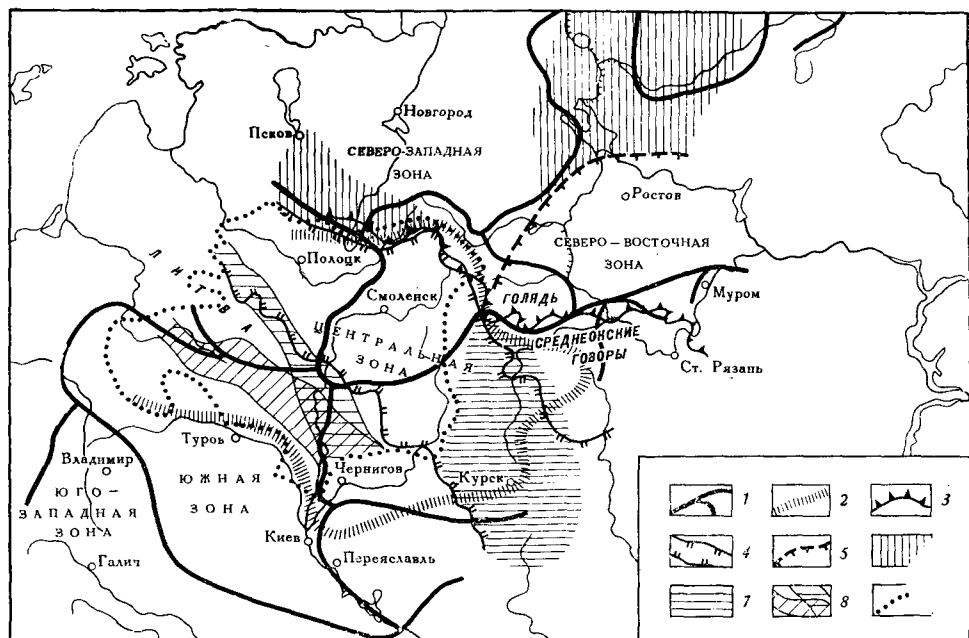 Новгород
Псков
СЕВЕРО-ЗАПАДНАЯ
ЗОНА
Ростов
СЕВЕРО-ВОСТОЧНАЯ
ЗОНА
Полоцк
ЛИТВА
Смоленск
ГОЛЯДЬ
Муром
ЦЕНТРАЛЬНАЯ
ЗОНА
СРЕДНЕОКСКИЕ
ГОВОРЫ
Ст. Рязань
Туров
Владимир
ЮЖНАЯ
ЗОНА
Чернигов
Курск
ЮГО-
ЗАПАДНАЯ
ЗОНА
Киев
Переяславль
Галич
1 2 3
4 5
7 8